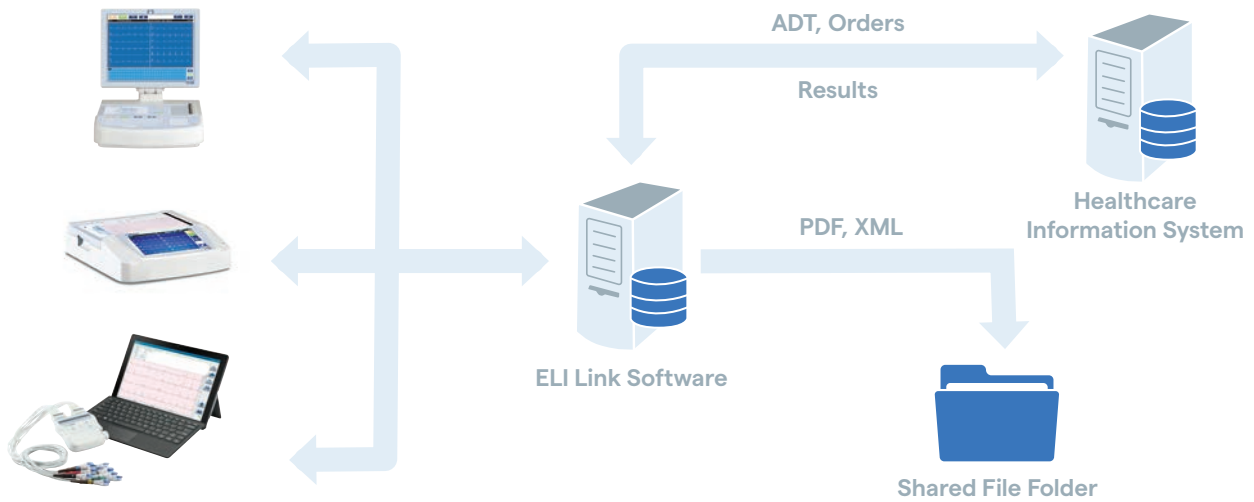 ADT, Orders
Results
Healthcare
Information System
PDF, XML
ELI Link Software
Shared File Folder